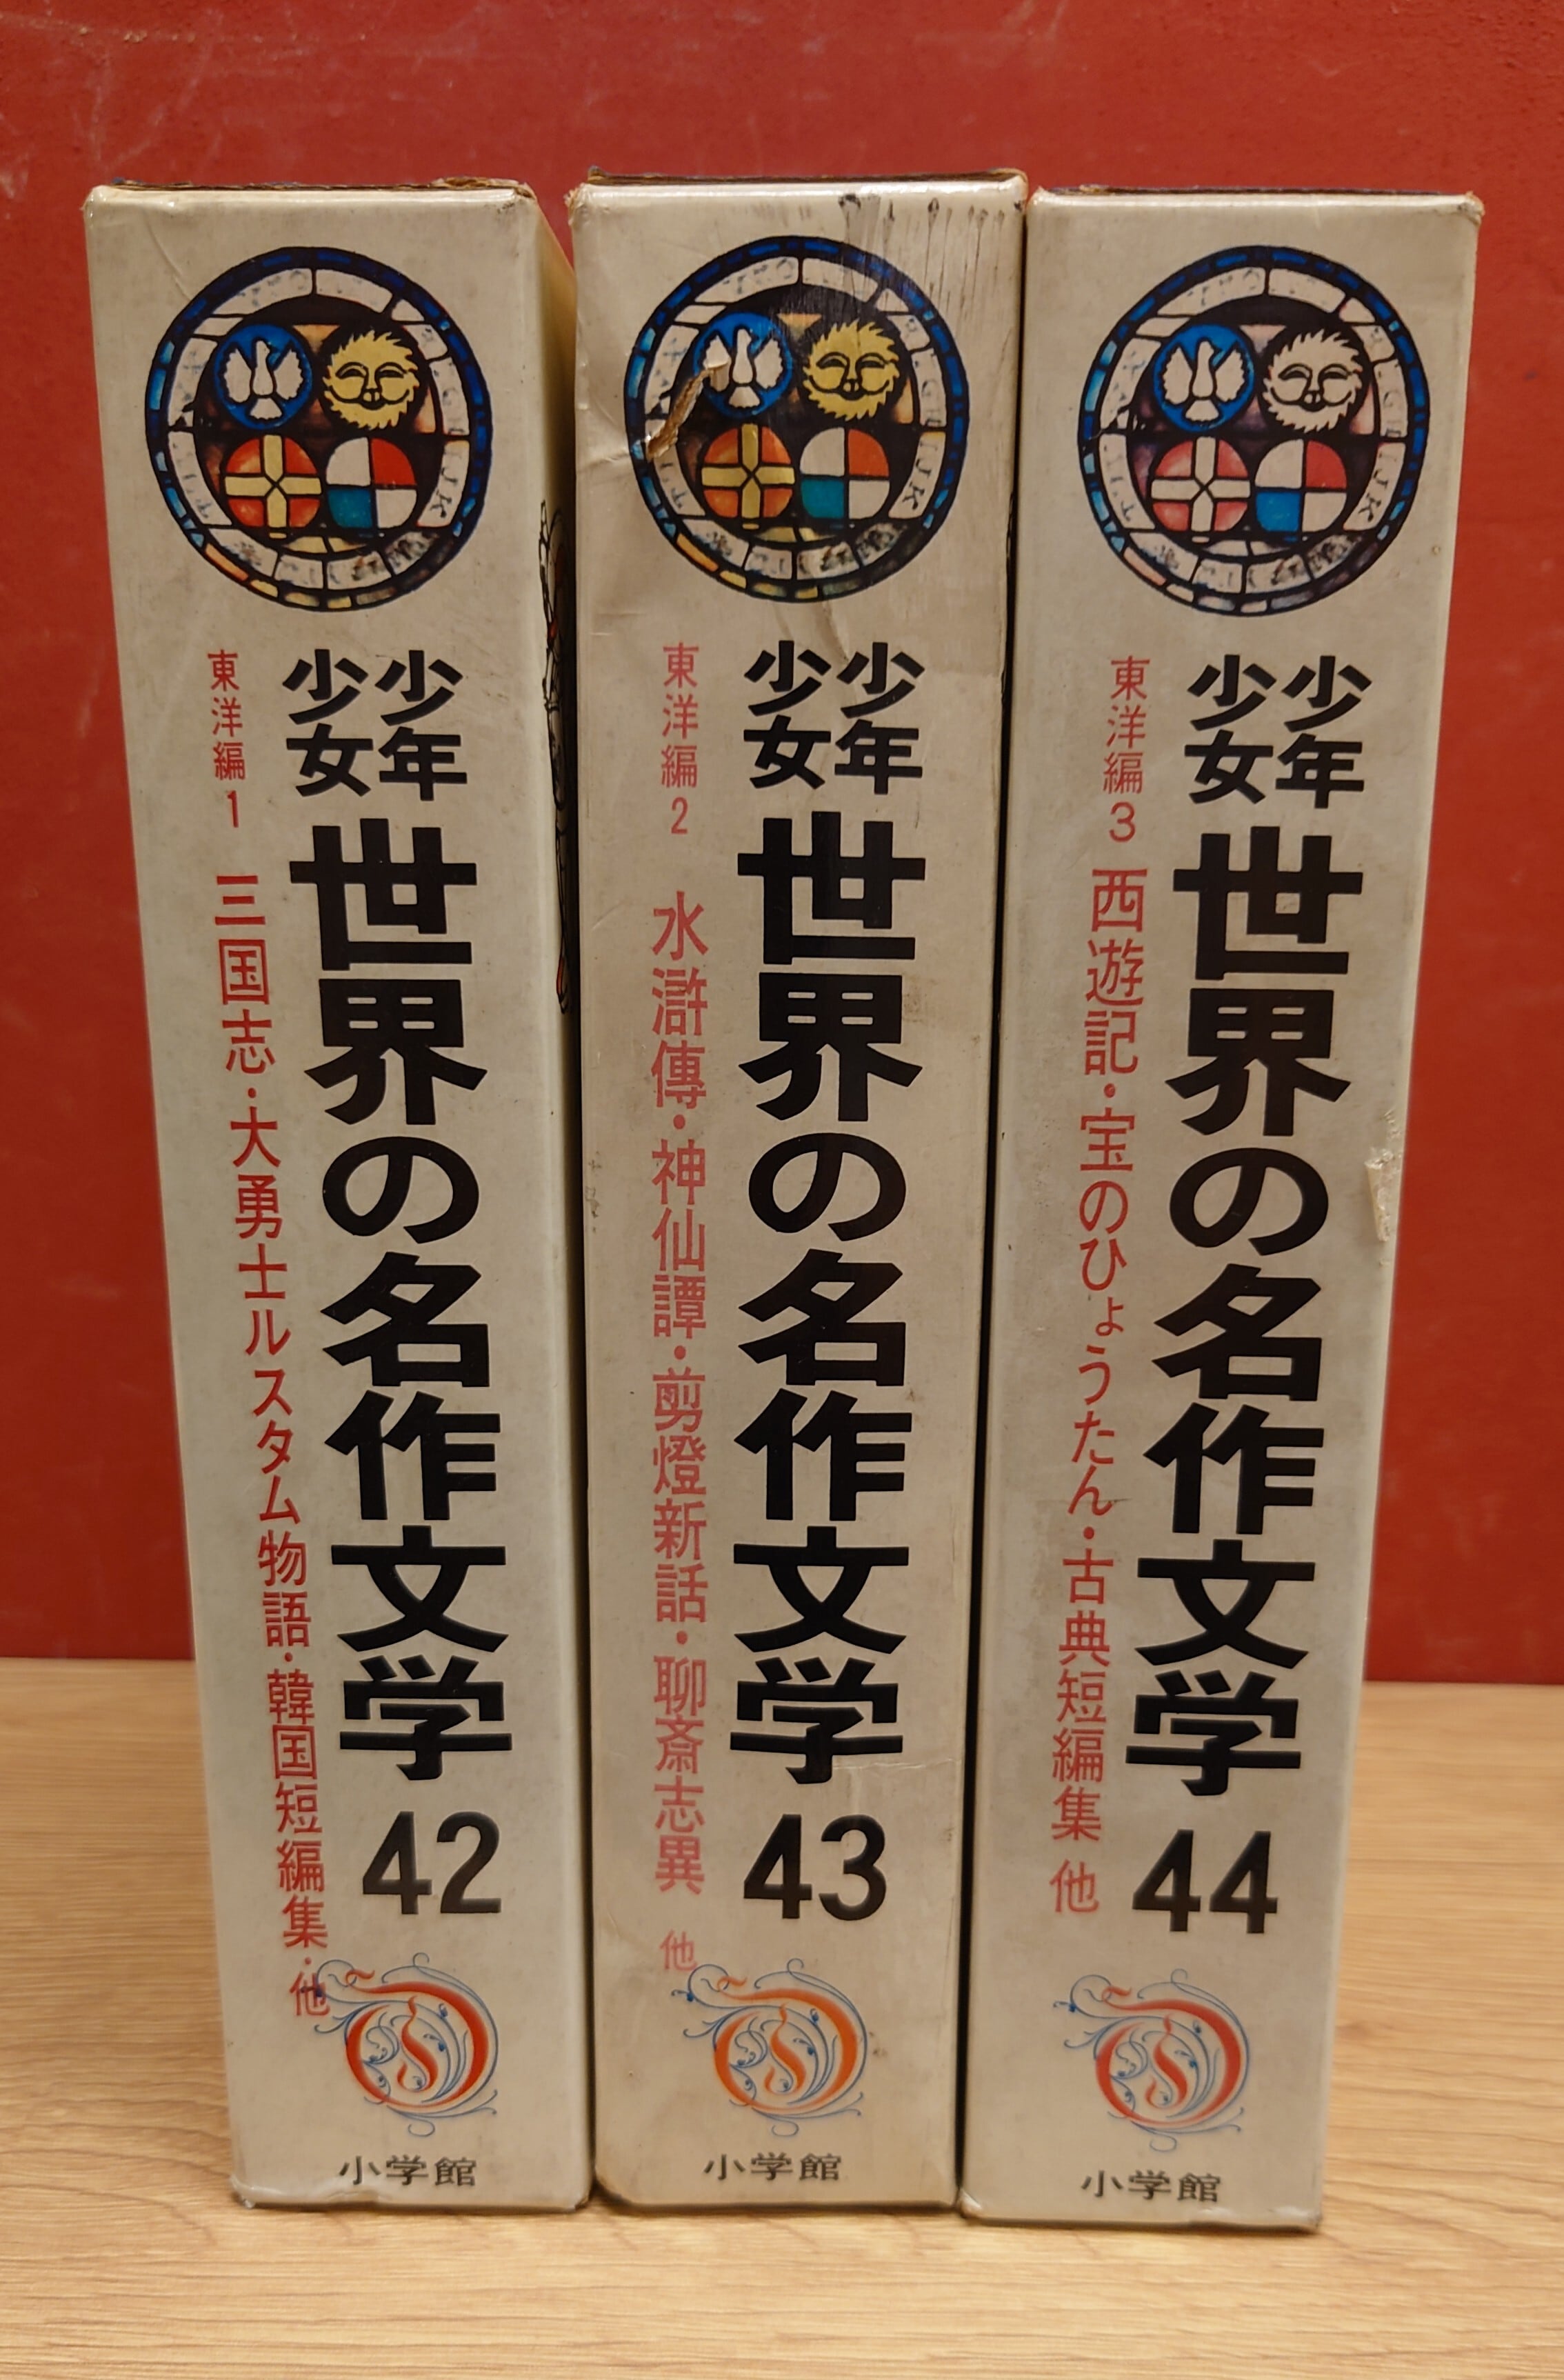 少年少女 世界の名作文学 42
東洋編1 三国志・大勇士ルスタム物語・韓国短編集・他
小学館
少年少女 世界の名作文学 43
東洋編2 水滸傳・神仙譚・剪燈新話・聊斎志異 他
小学館
少年少女 世界の名作文学 44
東洋編3 西遊記・宝のひょうたん・古典短編集 他
小学館